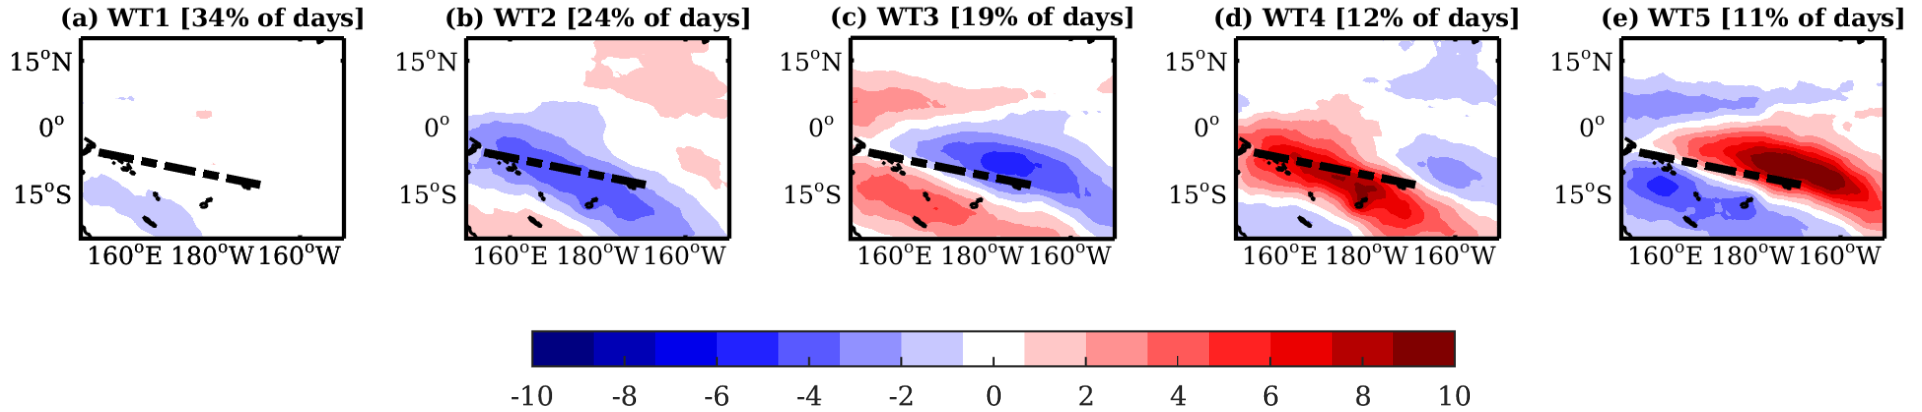 (a) WT1 [34% of days] (b) WT2 [24% of days] (c) WT3 [19% of days] (d) WT4 [12% of days] (e) WT5 [11% of days]
15°N 15°N 15°N 15°N 15°N
0° 0° 0° 0° 0°
15°S 15°S 15°S 15°S 15°S
160°E 180°W 160°W 160°E 180°W 160°W 160°E 180°W 160°W 160°E 180°W 160°W 160°E 180°W 160°W
-10 -8 -6 -4 -2 0 2 4 6 8 10